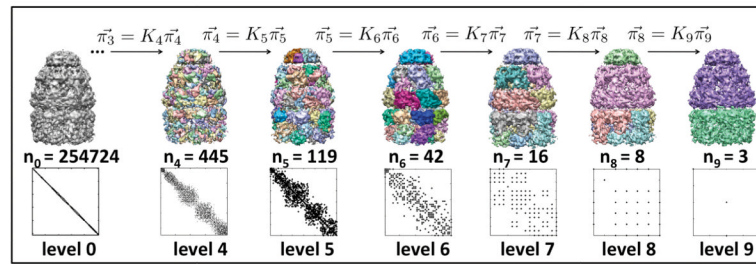 ... π⃗₃ = K₄π⃗₄ π⃗₄ = K₅π⃗₅ π⃗₅ = K₆π⃗₆ π⃗₆ = K₇π⃗₇ π⃗₇ = K₈π⃗₈ π⃗₈ = K₉π⃗₉
n₀ = 254724 n₄ = 445 n₅ = 119 n₆ = 42 n₇ = 16 n₈ = 8 n₉ = 3
level 0 level 4 level 5 level 6 level 7 level 8 level 9